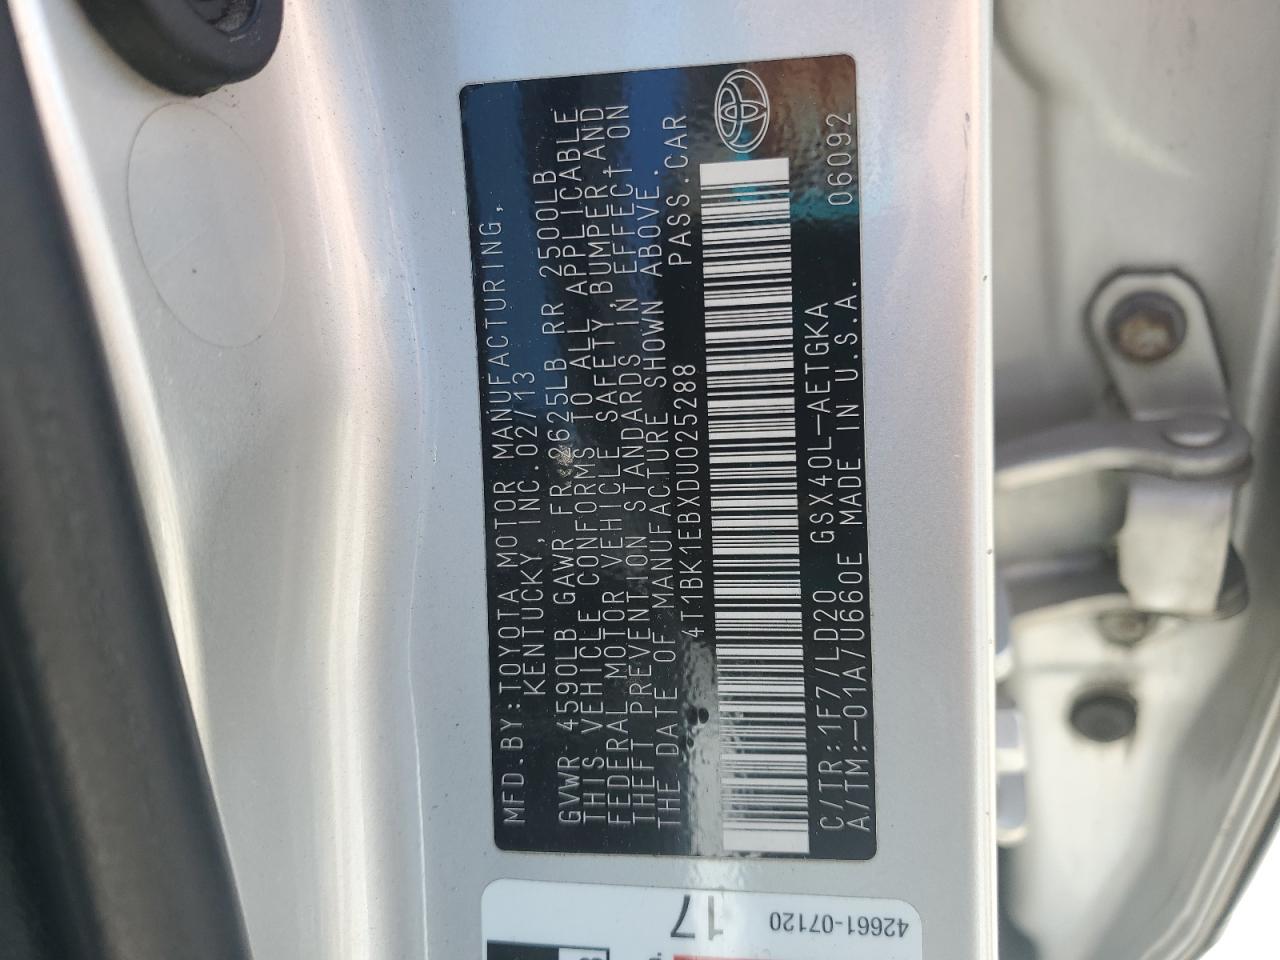 MFD.BY:TOYOTA MOTOR MANUFACTURING,
KENTUCKY,INC.02/13
GVWR 4590LB GAWR FR 2625LB RR 2500LB
THIS VEHICLE CONFORMS TO ALL APPLICABLE
FEDERAL MOTOR VEHICLE SAFETY,BUMPER,AND
THEFT PREVENTION STANDARDS IN EFFECT ON
THE DATE OF MANUFACTURE SHOWN ABOVE.
4T1BK1EBXDU025288 PASS.CAR
C/TR:1F7/LD20 GSX40L-AETGKA 06092
A/TM:-01A/U660E MADE IN U.S.A.
17
42661-07120